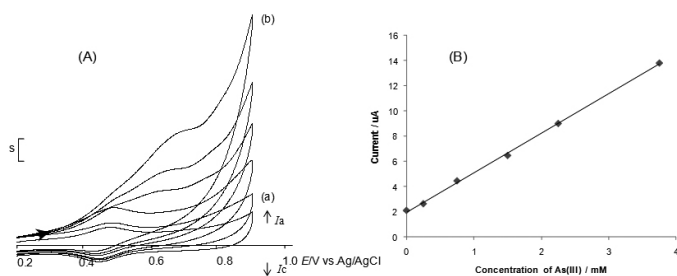 (A)
(b)
s
(a)
Ia
0.2 0.4 0.6 0.8 1.0 E/V vs Ag/AgCl
Ic
(B)
16
14
12
10
8
6
4
2
0
Current / uA
0 1 2 3 4
Concentration of As(III) / mM